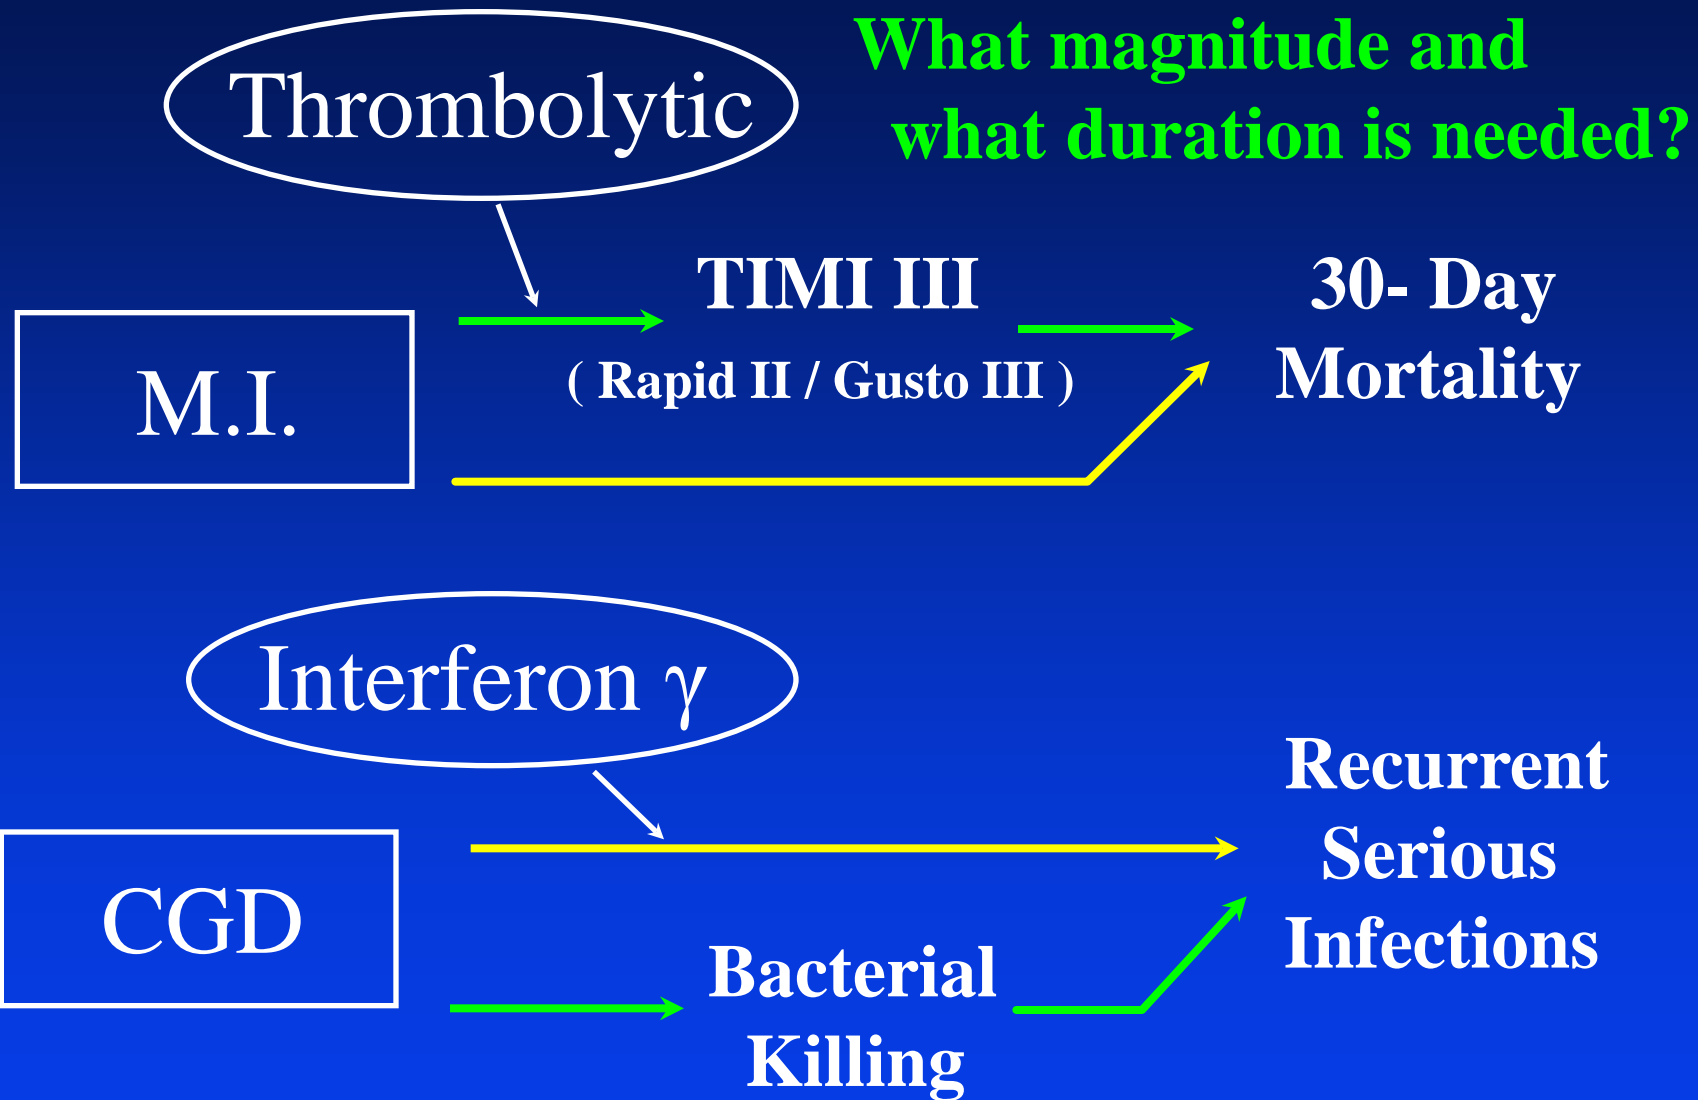 What magnitude and
what duration is needed?
Thrombolytic
TIMI III
( Rapid II / Gusto III )
30- Day
Mortality
M.I.
Interferon γ
Recurrent
Serious
Infections
CGD
Bacterial
Killing